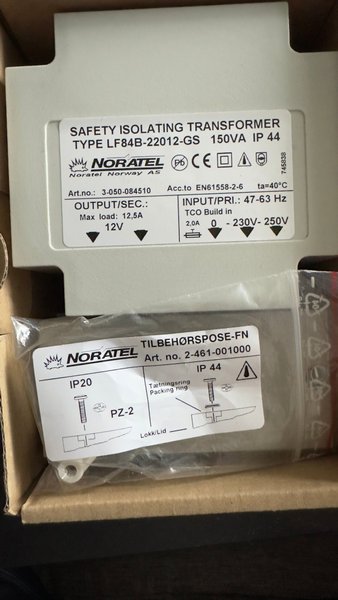 SAFETY ISOLATING TRANSFORMER
TYPE LF84B-22012-GS 150VA IP 44
NORATEL
Noratel Norway AS
Pb
CE
745838
Art.no.: 3-050-084510 Acc.to EN61558-2-6 ta=40°C
OUTPUT/SEC.: INPUT/PRI.: 47-63 Hz
Max load: 12,5A TCO Build in
12V 2,0A 0 -230V- 250V
TILBEHØRSPOSE-FN
NORATEL Art. no. 2-461-001000
IP20 IP 44
Tætningsring
Packing ring
PZ-2
Lokk/Lid